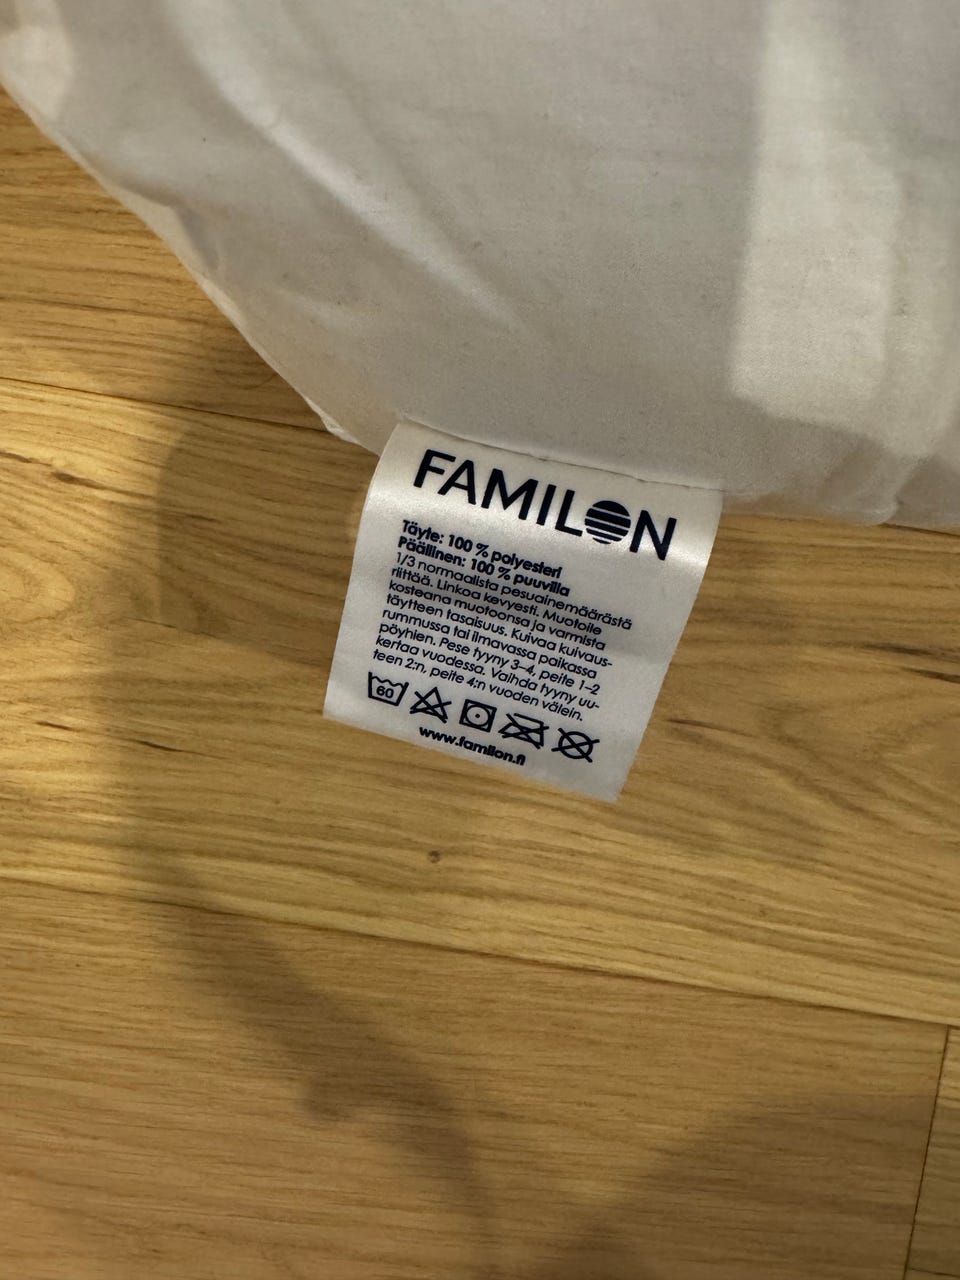 FAMILON
Täyte: 100 % polyesteri
Päällinen: 100 % puuvilla
1/3 normaalista pesuainemäärästä
riittää. Linkoa kevyesti. Muotoile
kosteana muotoonsa ja varmista
täytteen tasaisuus. Kuivaa kuivaus-
rummussa tai ilmavassa paikassa
pöyhien. Pese tyyny 3–4, peite 1–2
kertaa vuodessa. Vaihda tyyny uu-
teen 2:n, peite 4:n vuoden välein.
60
www.familon.fi